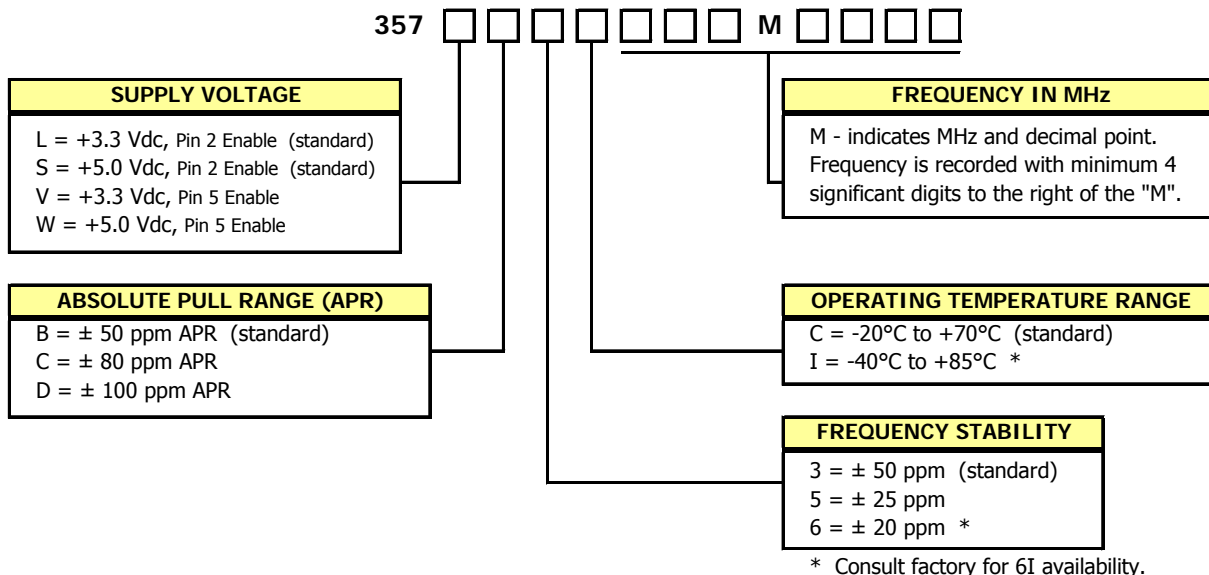 357 M
SUPPLY VOLTAGE
L = +3.3 Vdc, Pin 2 Enable (standard)
S = +5.0 Vdc, Pin 2 Enable (standard)
V = +3.3 Vdc, Pin 5 Enable
W = +5.0 Vdc, Pin 5 Enable
FREQUENCY IN MHz
M - indicates MHz and decimal point.
Frequency is recorded with minimum 4
significant digits to the right of the "M".
ABSOLUTE PULL RANGE (APR)
B = ± 50 ppm APR (standard)
C = ± 80 ppm APR
D = ± 100 ppm APR
OPERATING TEMPERATURE RANGE
C = -20°C to +70°C (standard)
I = -40°C to +85°C *
FREQUENCY STABILITY
3 = ± 50 ppm (standard)
5 = ± 25 ppm
6 = ± 20 ppm *
* Consult factory for 6I availability.